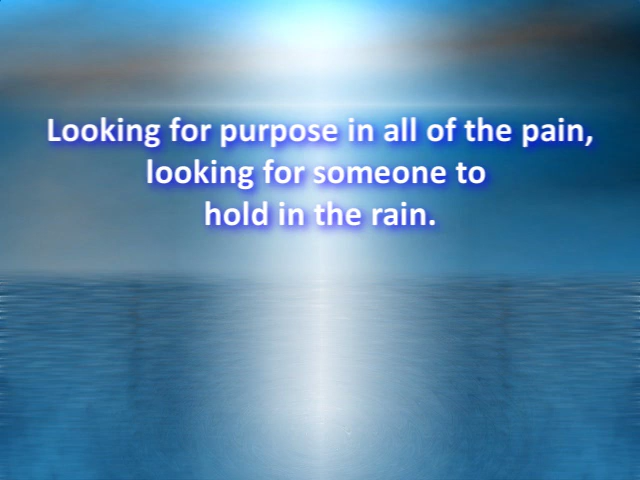 Looking for purpose in all of the pain,
looking for someone to
hold in the rain.